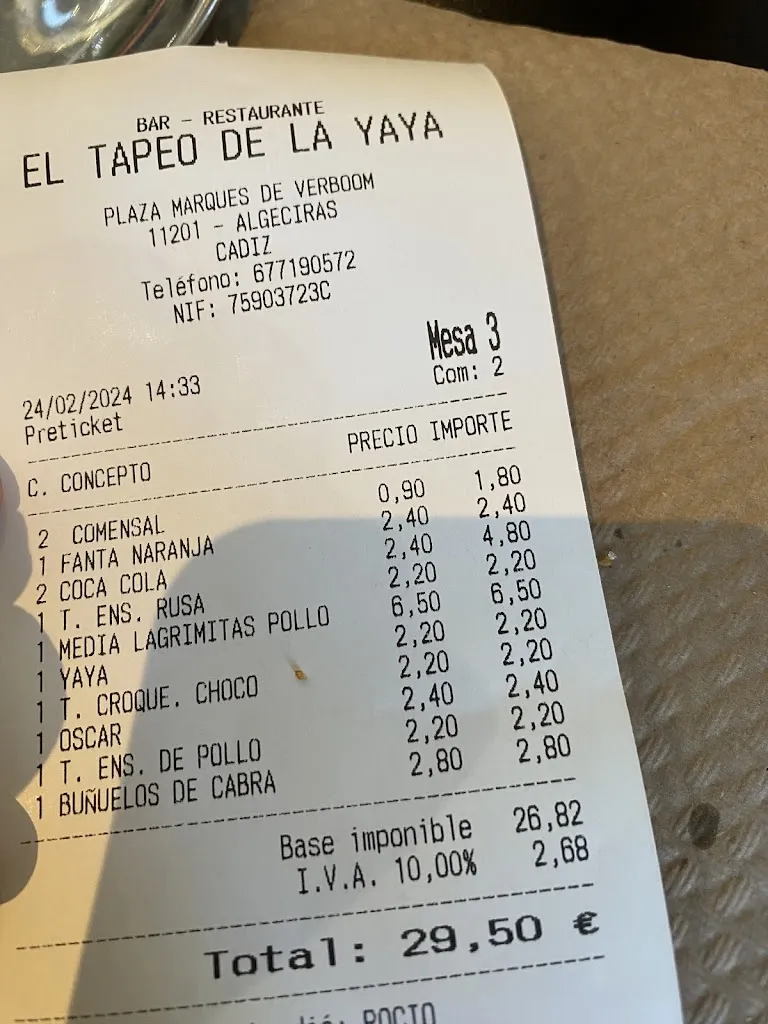 BAR - RESTAURANTE
EL TAPEO DE LA YAYA
PLAZA MARQUES DE VERBOOM
11201 - ALGECIRAS
CADIZ
Teléfono: 677190572
NIF: 75903723C
Mesa 3
24/02/2024 14:33 Com: 2
Preticket
C. CONCEPTO PRECIO IMPORTE
2 COMENSAL 0,90 1,80
1 FANTA NARANJA 2,40 2,40
2 COCA COLA 2,40 4,80
1 T. ENS. RUSA 2,20 2,20
1 MEDIA LAGRIMITAS POLLO 6,50 6,50
1 YAYA 2,20 2,20
1 T. CROQUE. CHOCO 2,20 2,20
1 OSCAR 2,40 2,40
1 T. ENS. DE POLLO 2,20 2,20
1 BUÑUELOS DE CABRA 2,80 2,80
Base imponible 26,82
I.V.A. 10,00% 2,68
Total: 29,50 €
ROCIO